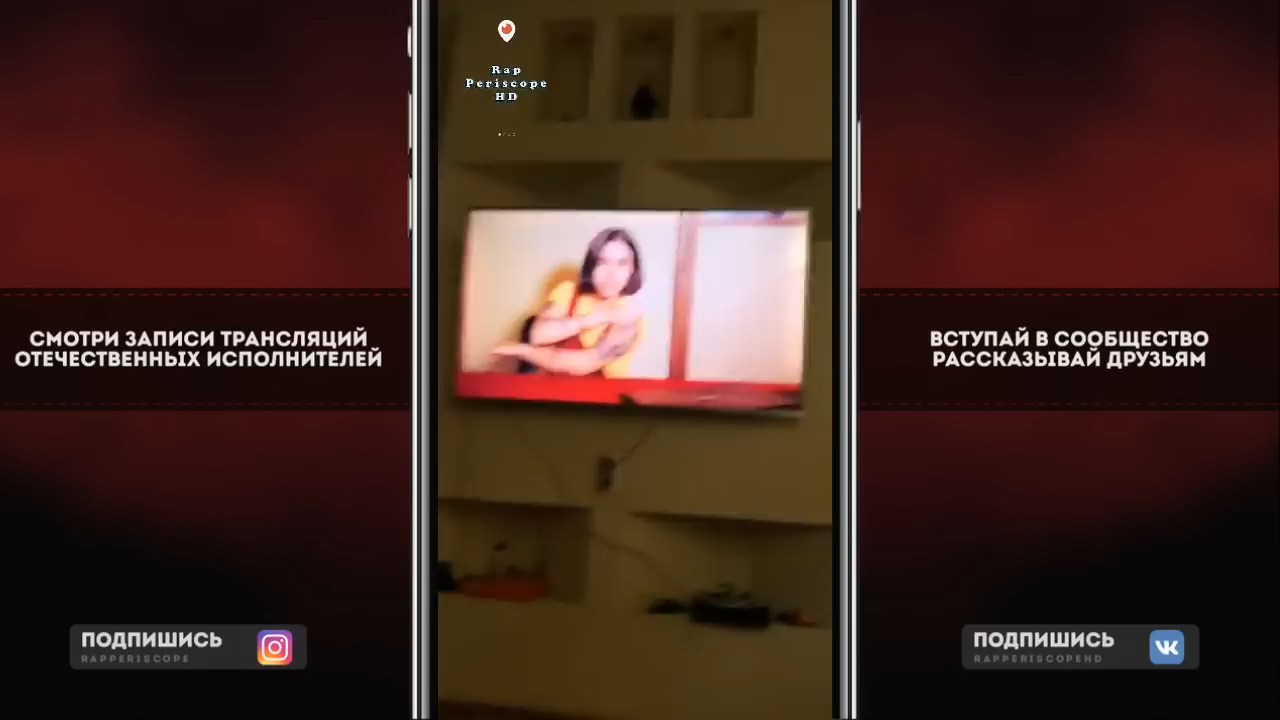 Rap
Periscope
HD
СМОТРИ ЗАПИСИ ТРАНСЛЯЦИЙ
ОТЕЧЕСТВЕННЫХ ИСПОЛНИТЕЛЕЙ
ВСТУПАЙ В СООБЩЕСТВО
РАССКАЗЫВАЙ ДРУЗЬЯМ
ПОДПИШИСЬ
RAPPERISCOPE
ПОДПИШИСЬ
RAPPERISCOPEHD